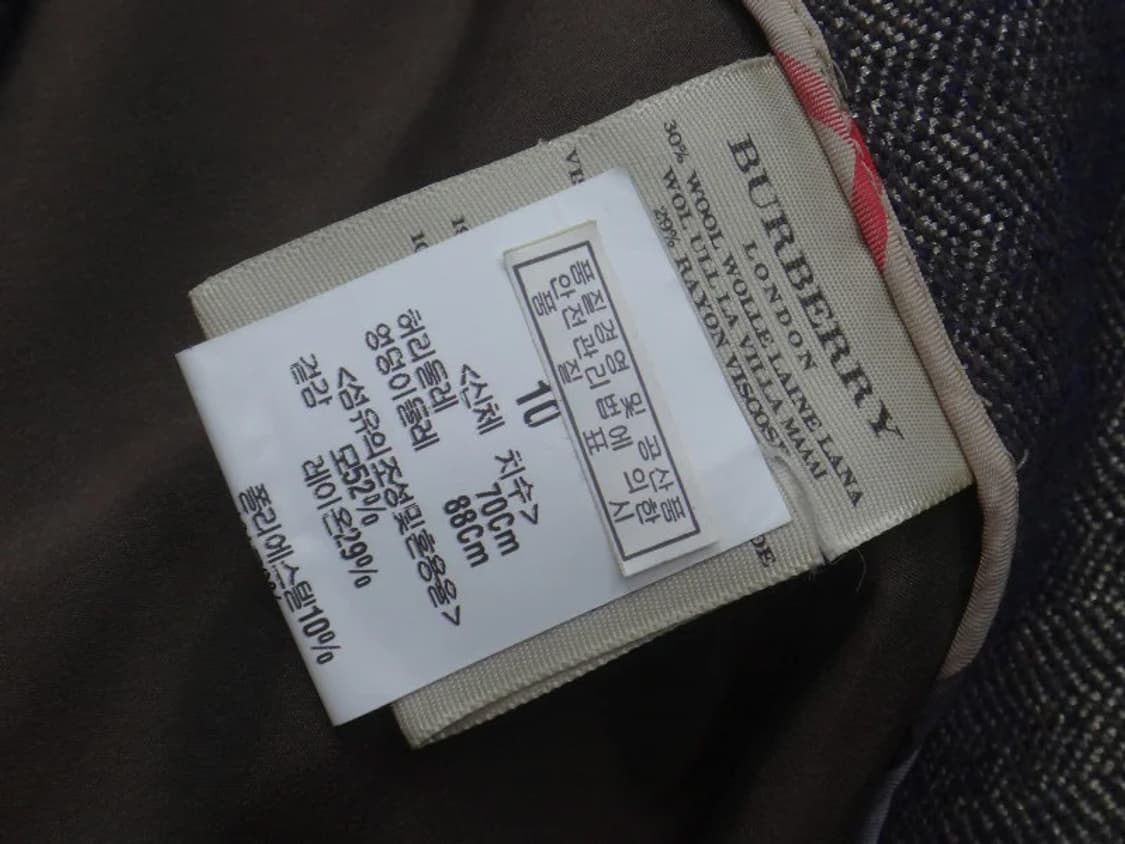 BURBERRY
LONDON
30% WOOL WOLLE LAINE LANA
WOL ULL LA VILLA MAAAI
29% RAYON VISCOSE
품질경영 및 공산품
안전관리법에 의한
품질표시
10
<신체 치수>
허리둘레 70Cm
엉덩이둘레 88Cm
<섬유의조성및혼용율>
겉감 모52%
레이온29%
폴리에스텔10%